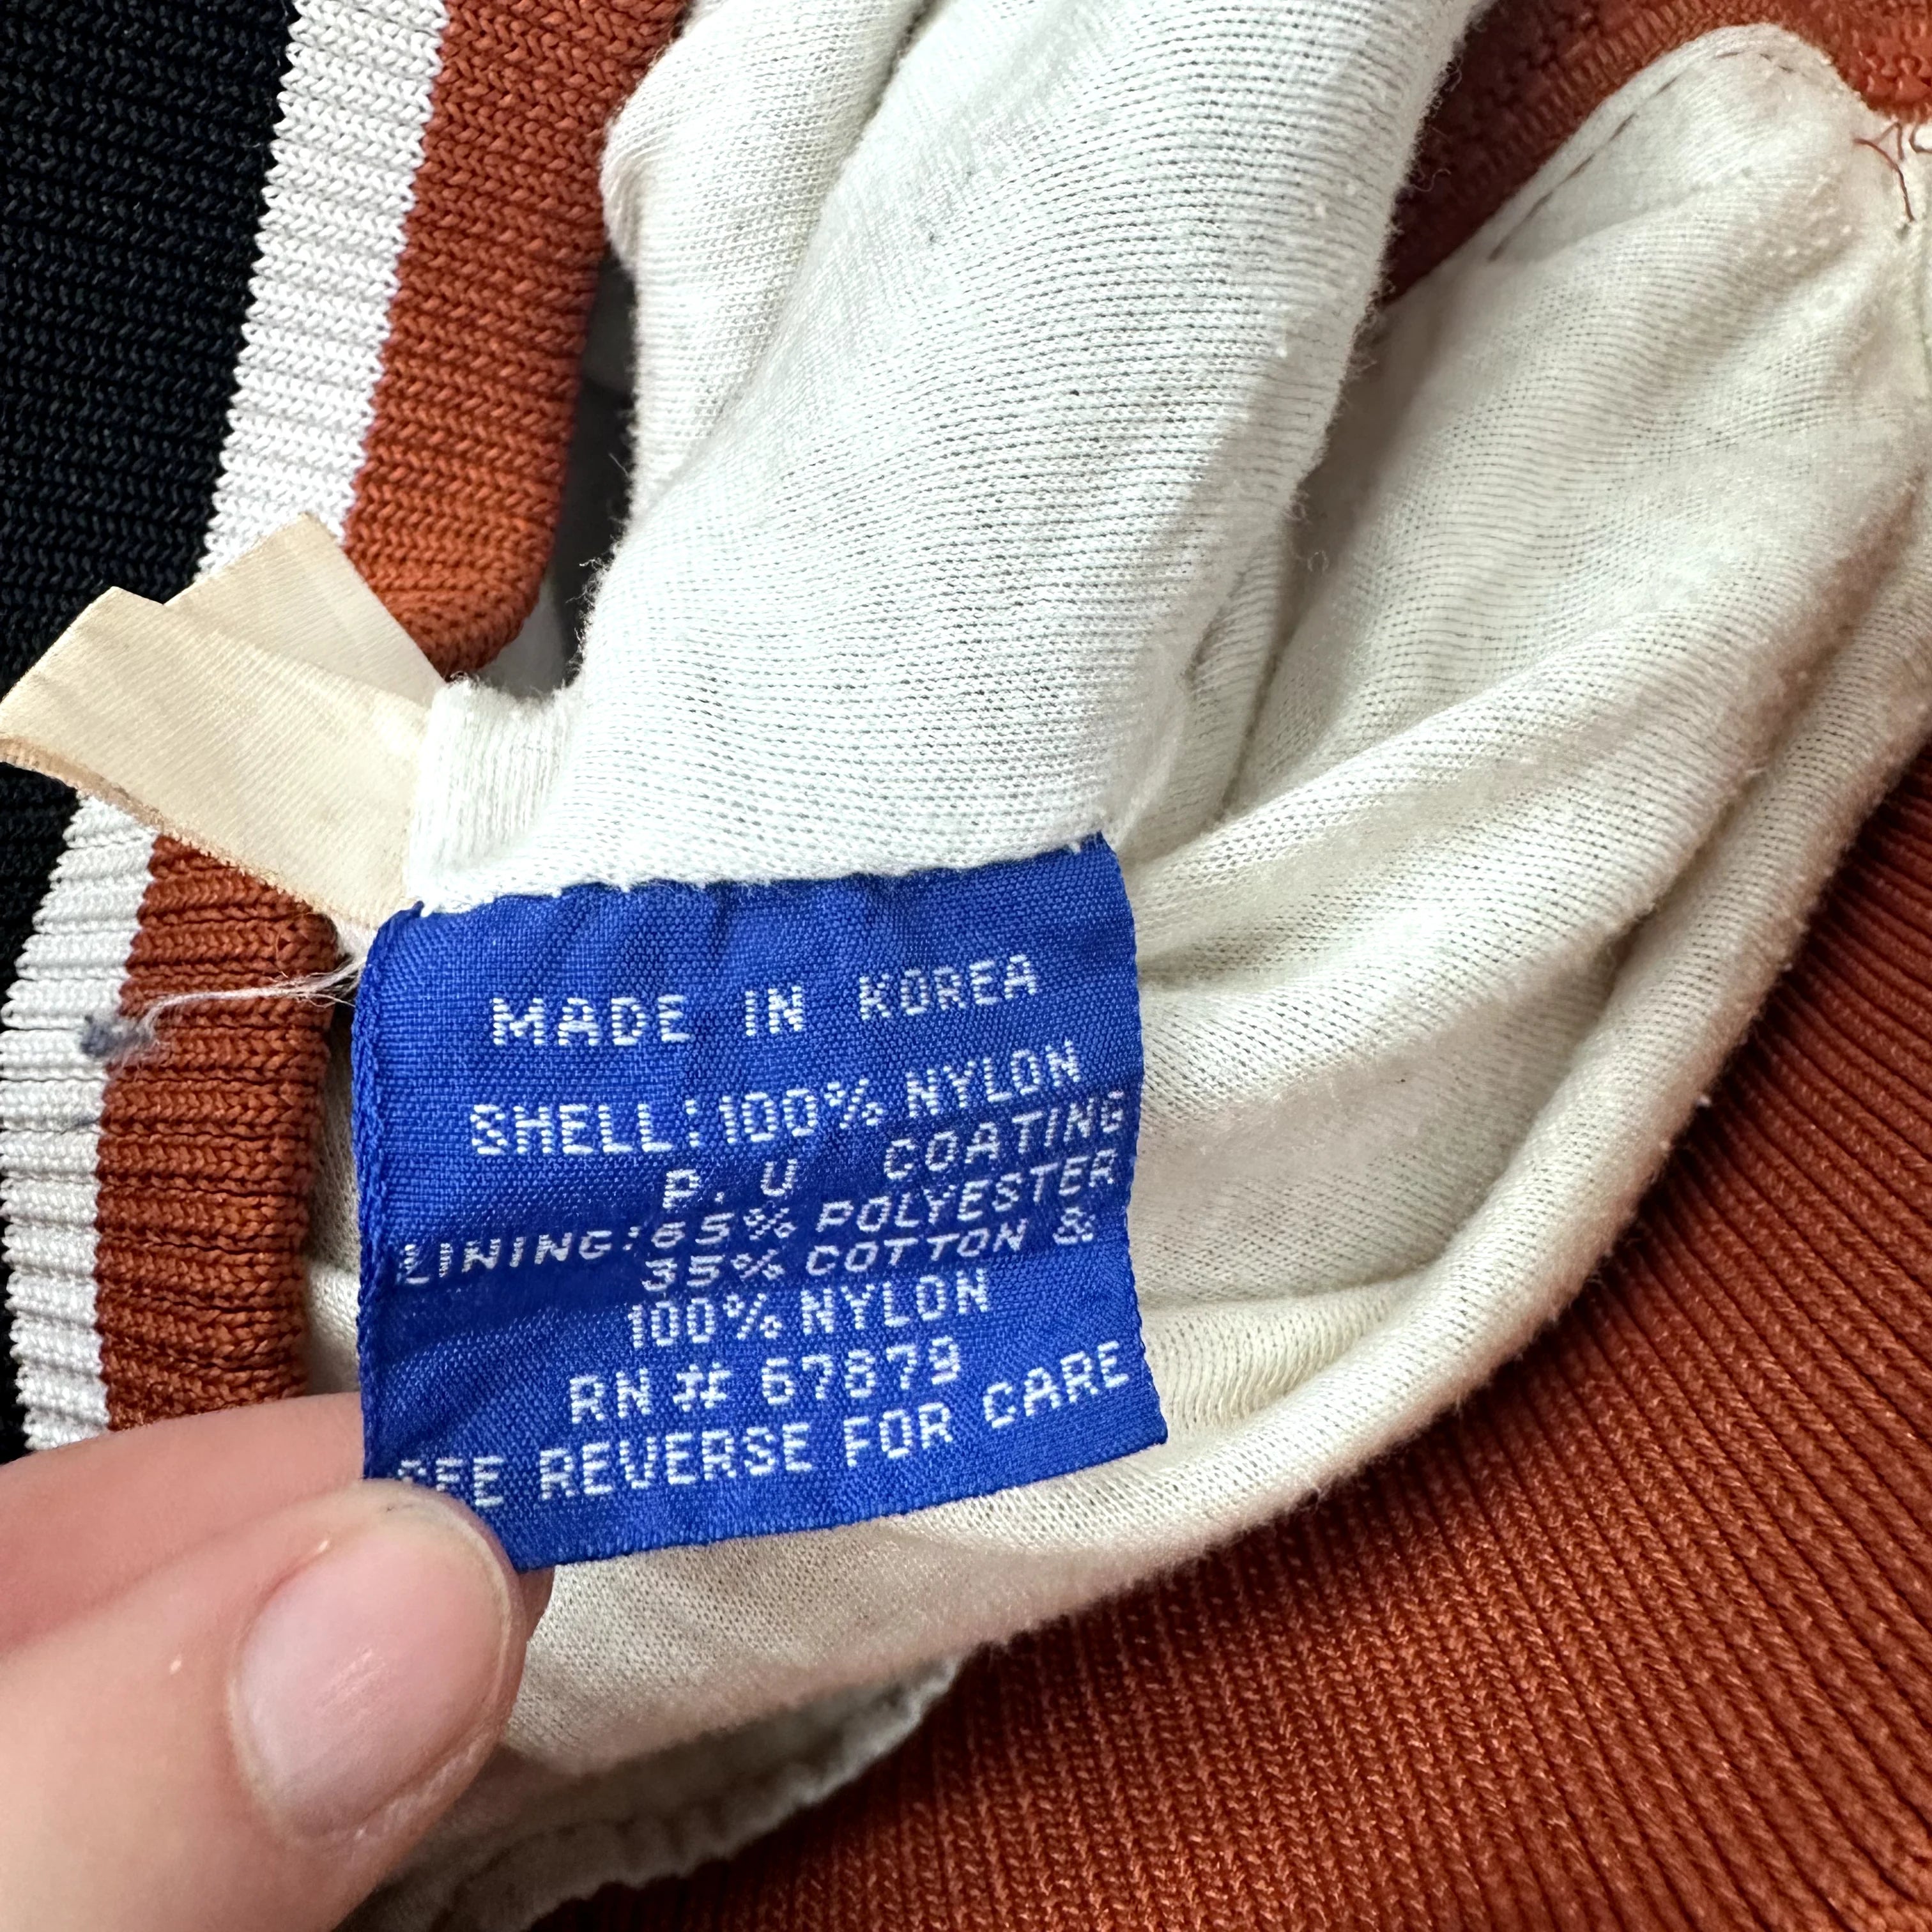 MADE IN KOREA
SHELL:100% NYLON
P.U COATING
LINING:65% POLYESTER
35% COTTON &
100% NYLON
RN# 67879
SEE REVERSE FOR CARE